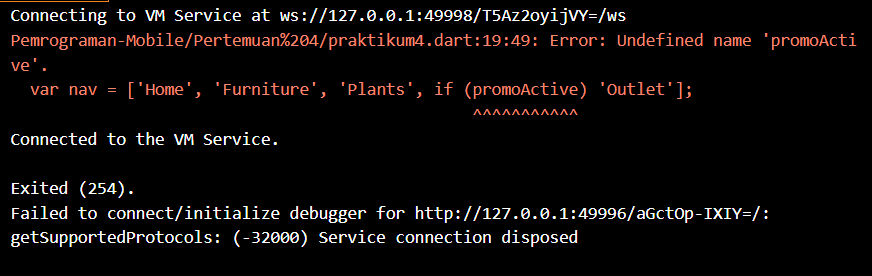 Connecting to VM Service at ws://127.0.0.1:49998/T5Az2oyijVY=/ws
Pemrograman-Mobile/Pertemuan%204/praktikum4.dart:19:49: Error: Undefined name 'promoActi
ve'.
  var nav = ['Home', 'Furniture', 'Plants', if (promoActive) 'Outlet'];
                                                ^^^^^^^^^^^
Connected to the VM Service.

Exited (254).
Failed to connect/initialize debugger for http://127.0.0.1:49996/aGctOp-IXIY=/:
getSupportedProtocols: (-32000) Service connection disposed